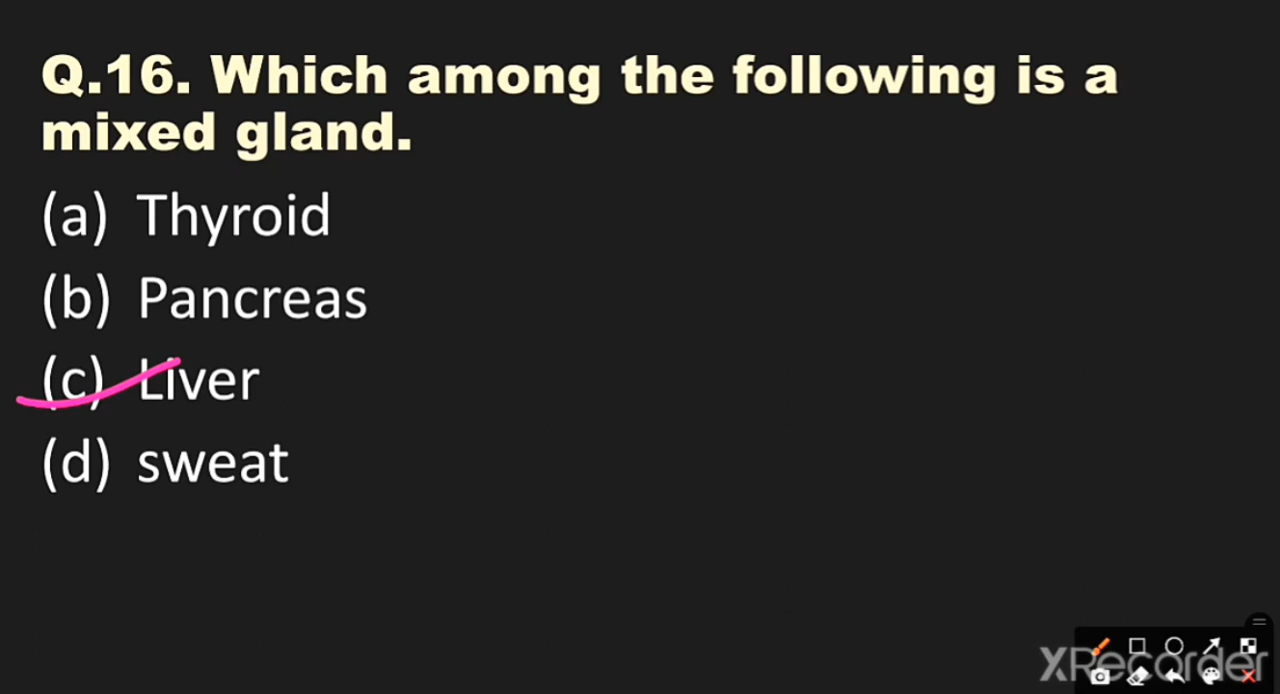 Q.16. Which among the following is a
mixed gland.
(a) Thyroid
(b) Pancreas
(c) Liver
(d) sweat
XRecorder